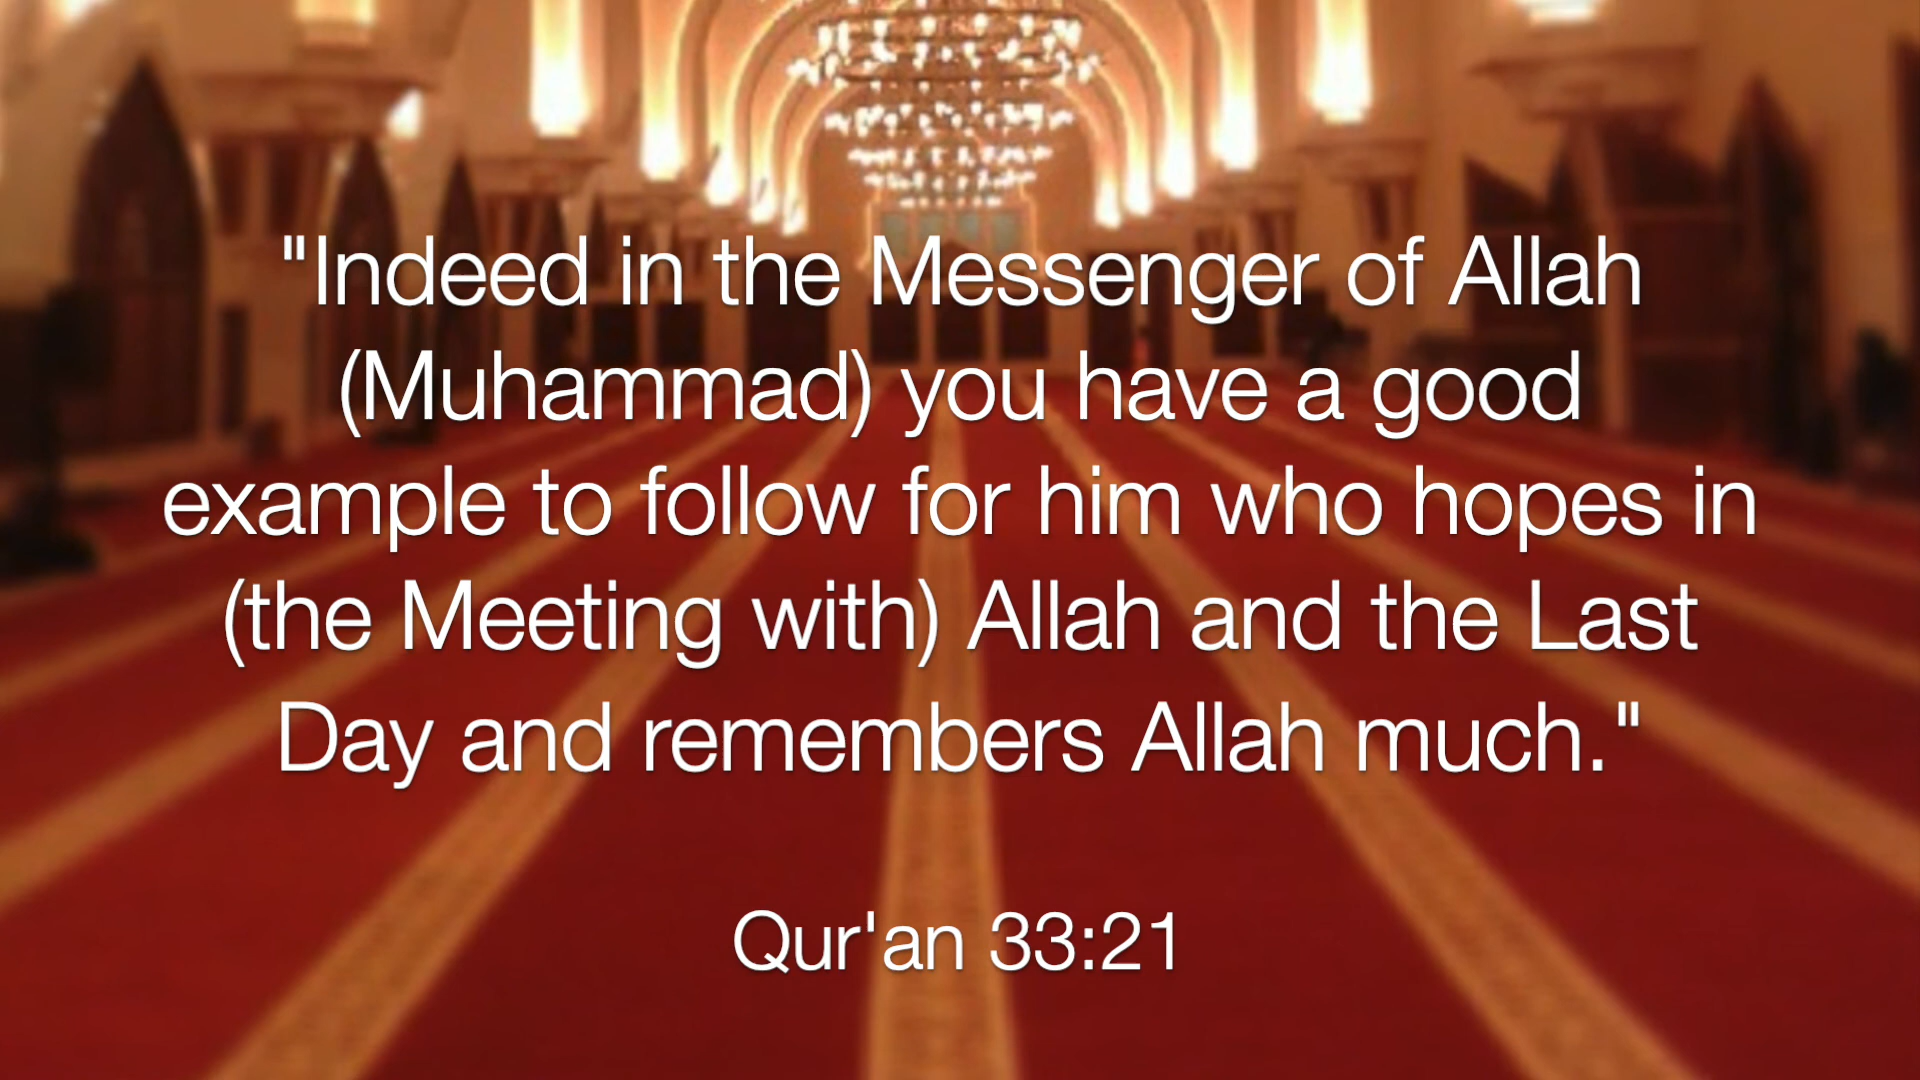 "Indeed in the Messenger of Allah
(Muhammad) you have a good
example to follow for him who hopes in
(the Meeting with) Allah and the Last
Day and remembers Allah much."
Qur'an 33:21